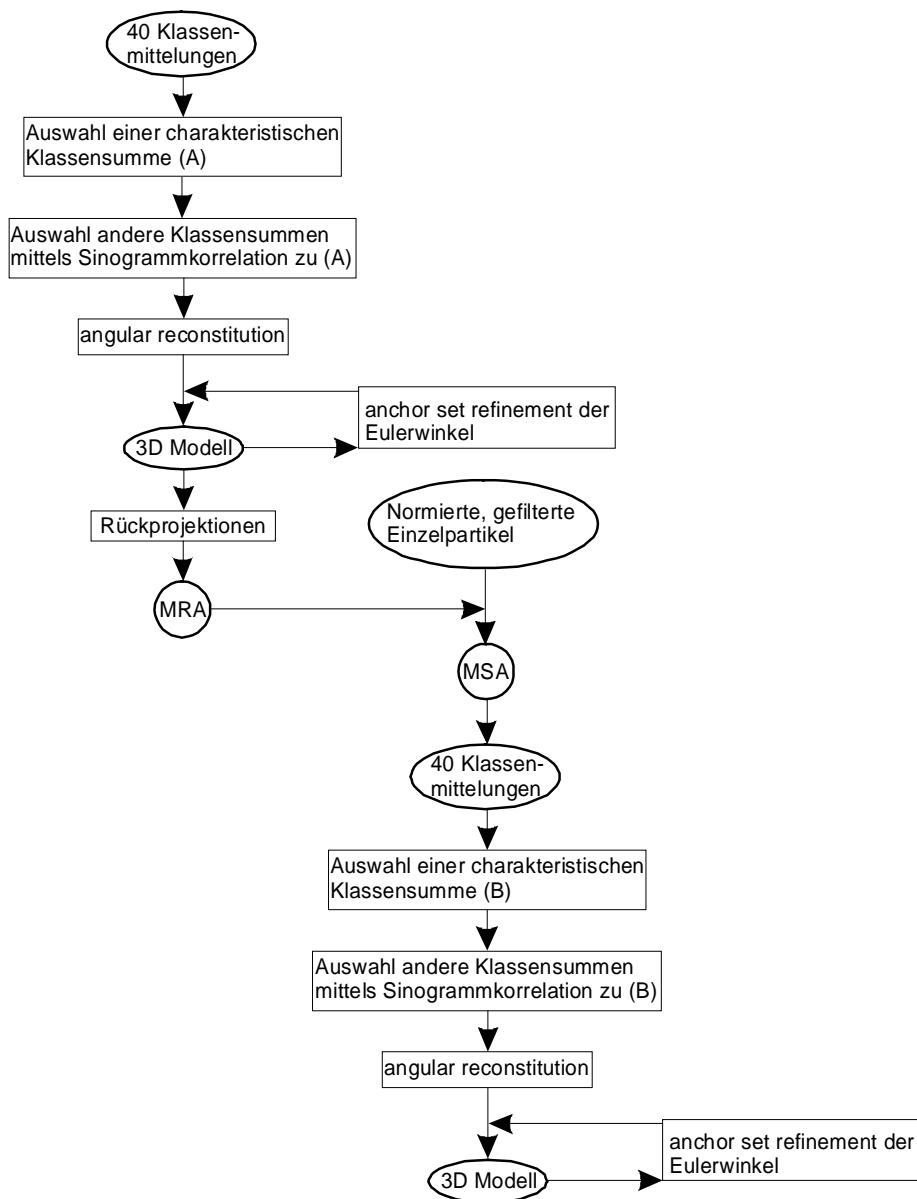 40 Klassen-
mittelungen
Auswahl einer charakteristischen
Klassensumme (A)
Auswahl andere Klassensummen
mittels Sinogrammkorrelation zu (A)
angular reconstitution
anchor set refinement der
Eulerwinkel
3D Modell
Rückprojektionen
Normierte, gefilterte
Einzelpartikel
MRA
MSA
40 Klassen-
mittelungen
Auswahl einer charakteristischen
Klassensumme (B)
Auswahl andere Klassensummen
mittels Sinogrammkorrelation zu (B)
angular reconstitution
anchor set refinement der
Eulerwinkel
3D Modell